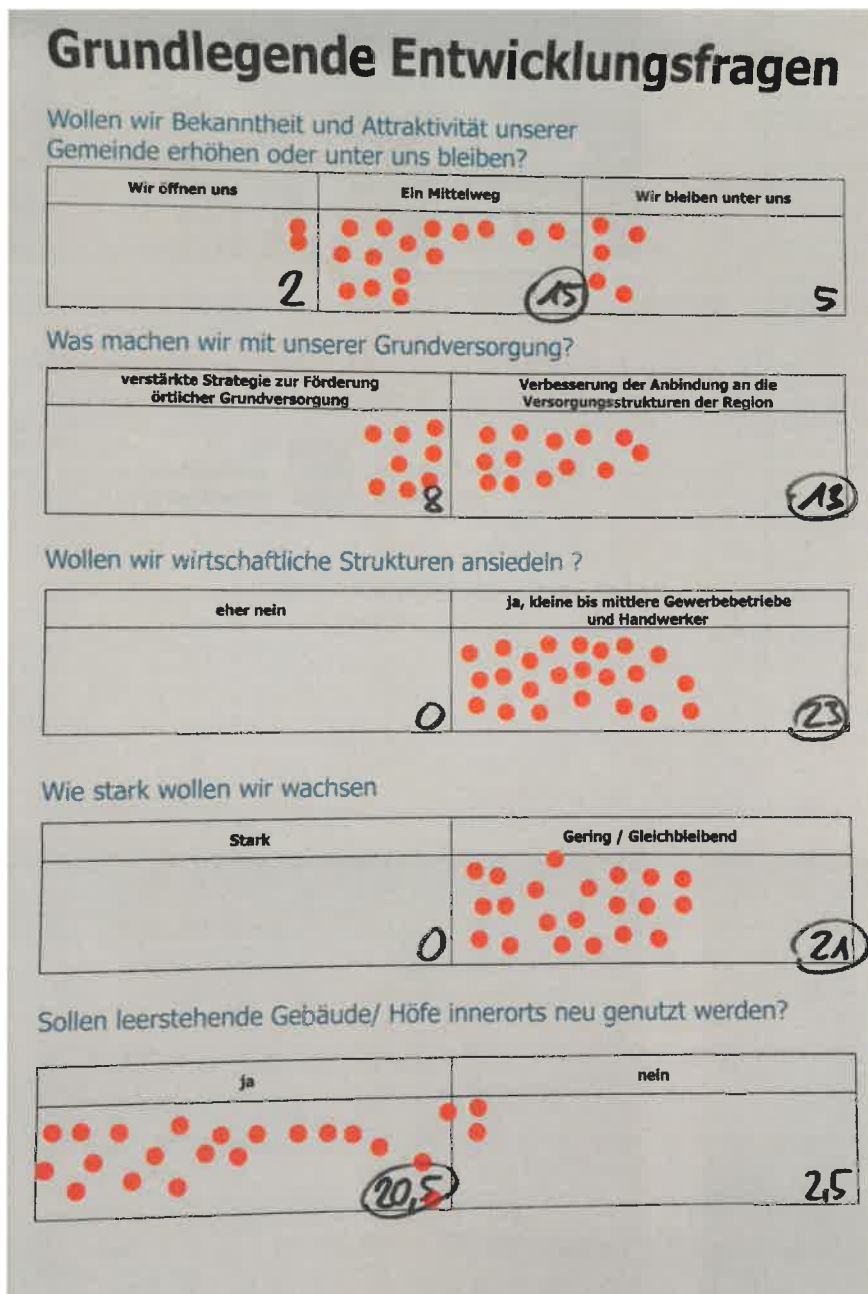 Grundlegende Entwicklungsfragen
Wollen wir Bekanntheit und Attraktivität unserer
Gemeinde erhöhen oder unter uns bleiben?
Wir öffnen uns
Ein Mittelweg
Wir bleiben unter uns
2
15
5
Was machen wir mit unserer Grundversorgung?
verstärkte Strategie zur Förderung
örtlicher Grundversorgung
Verbesserung der Anbindung an die
Versorgungsstrukturen der Region
8
13
Wollen wir wirtschaftliche Strukturen ansiedeln ?
eher nein
ja, kleine bis mittlere Gewerbebetriebe
und Handwerker
0
23
Wie stark wollen wir wachsen
Stark
Gering / Gleichbleibend
0
21
Sollen leerstehende Gebäude/ Höfe innerorts neu genutzt werden?
ja
nein
20,5
2,5